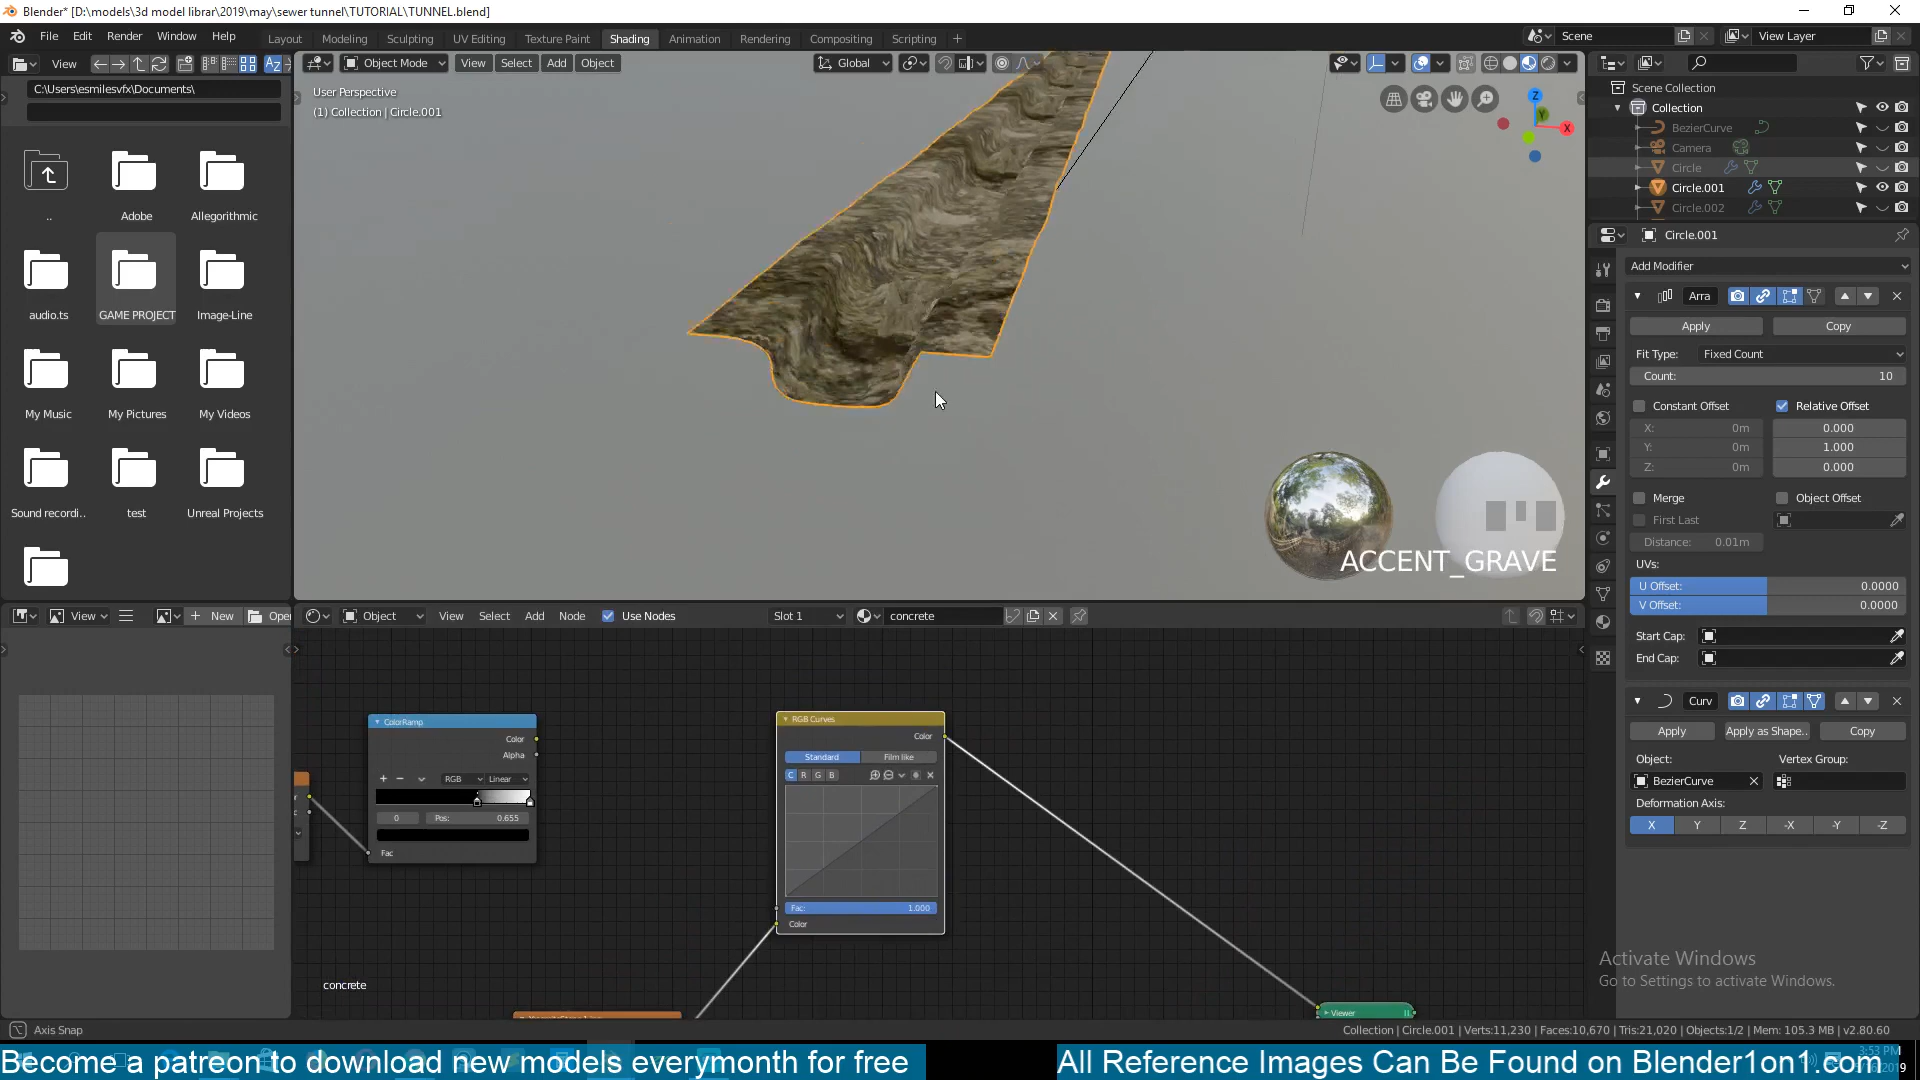 Blender* [D:\models\3d model librar\2019\may\sewer tunnel\TUTORIAL\TUNNEL.blend]
File Edit Render Window Help
Layout Modeling Sculpting UV Editing Texture Paint Shading Animation Rendering Compositing Scripting +
Scene
View Layer
View
Object Mode View Select Add Object
Global
C:\Users\esmilesvfx\Documents\
User Perspective
(1) Collection | Circle.001
..
Adobe
Allegorithmic
audio.ts
GAME PROJECT
Image-Line
My Music
My Pictures
My Videos
Sound recordi..
test
Unreal Projects
Z
Y
X
ACCENT_GRAVE
Scene Collection
Collection
BezierCurve
Camera
Circle
Circle.001
Circle.002
Circle.001
Add Modifier
Arra
Apply
Copy
Fit Type: Fixed Count
Count: 10
Constant Offset
Relative Offset
X: 0m 0.000
Y: 0m 1.000
Z: 0m 0.000
Merge
Object Offset
First Last
Distance: 0.01m
UVs:
U Offset: 0.0000
V Offset: 0.0000
Start Cap:
End Cap:
Curv
Apply
Apply as Shape..
Copy
Object:
Vertex Group:
BezierCurve
Deformation Axis:
X Y Z -X -Y -Z
View
+ New
Open
Object View Select Add Node Use Nodes
Slot 1
concrete
ColorRamp
Color
Alpha
RGB
Linear
0
Pos: 0.655
Fac
RGB Curves
Color
Standard
Film like
C R G B
Fac: 1.000
Color
Viewer
concrete
Activate Windows
Go to Settings to activate Windows.
Axis Snap
Collection | Circle.001 | Verts:11,230 | Faces:10,670 | Tris:21,020 | Objects:1/2 | Mem: 105.3 MB | v2.80.60
Become a patreon to download new models everymonth for free
All Reference Images Can Be Found on Blender1on1.com
3:53 PM